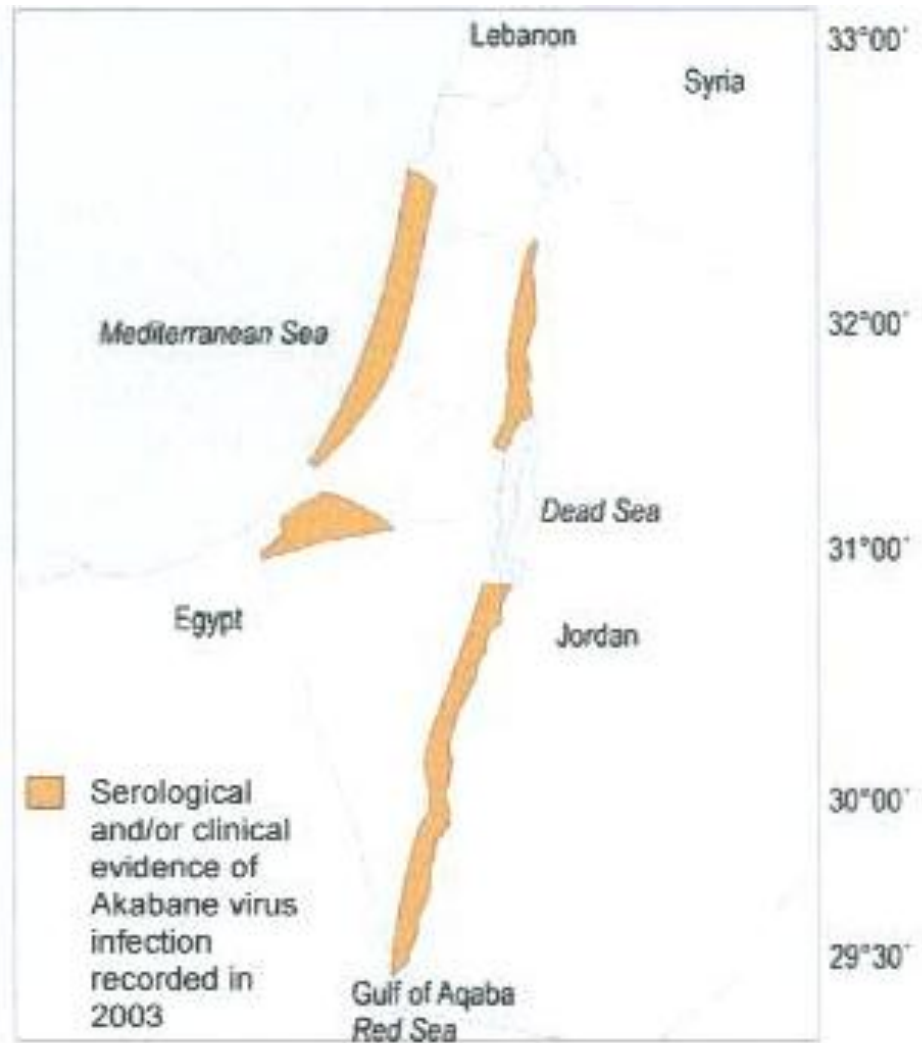 Lebanon
33°00'
Syria
Mediterranean Sea
32°00'
Dead Sea
31°00'
Egypt
Jordan
Serological
and/or clinical
evidence of
Akabane virus
infection
recorded in
2003
30°00'
29°30'
Gulf of Aqaba
Red Sea